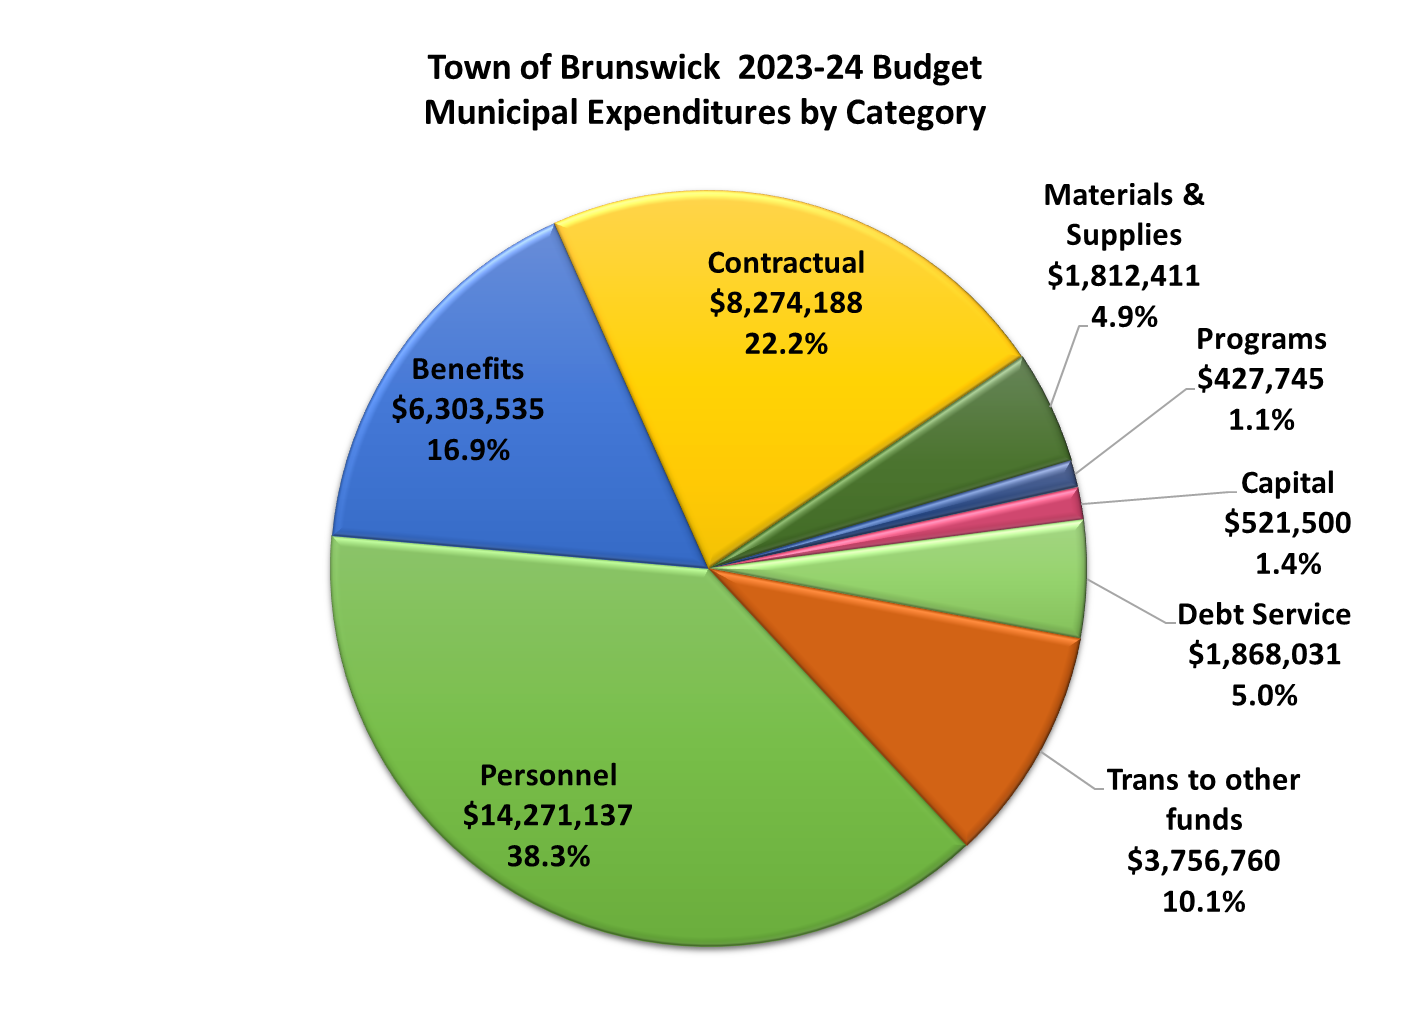 Town of Brunswick  2023-24 Budget
Municipal Expenditures by Category
Materials &
Supplies
$1,812,411
4.9%
Contractual
$8,274,188
22.2%
Programs
$427,745
1.1%
Benefits
$6,303,535
16.9%
Capital
$521,500
1.4%
Debt Service
$1,868,031
5.0%
Personnel
$14,271,137
38.3%
Trans to other
funds
$3,756,760
10.1%